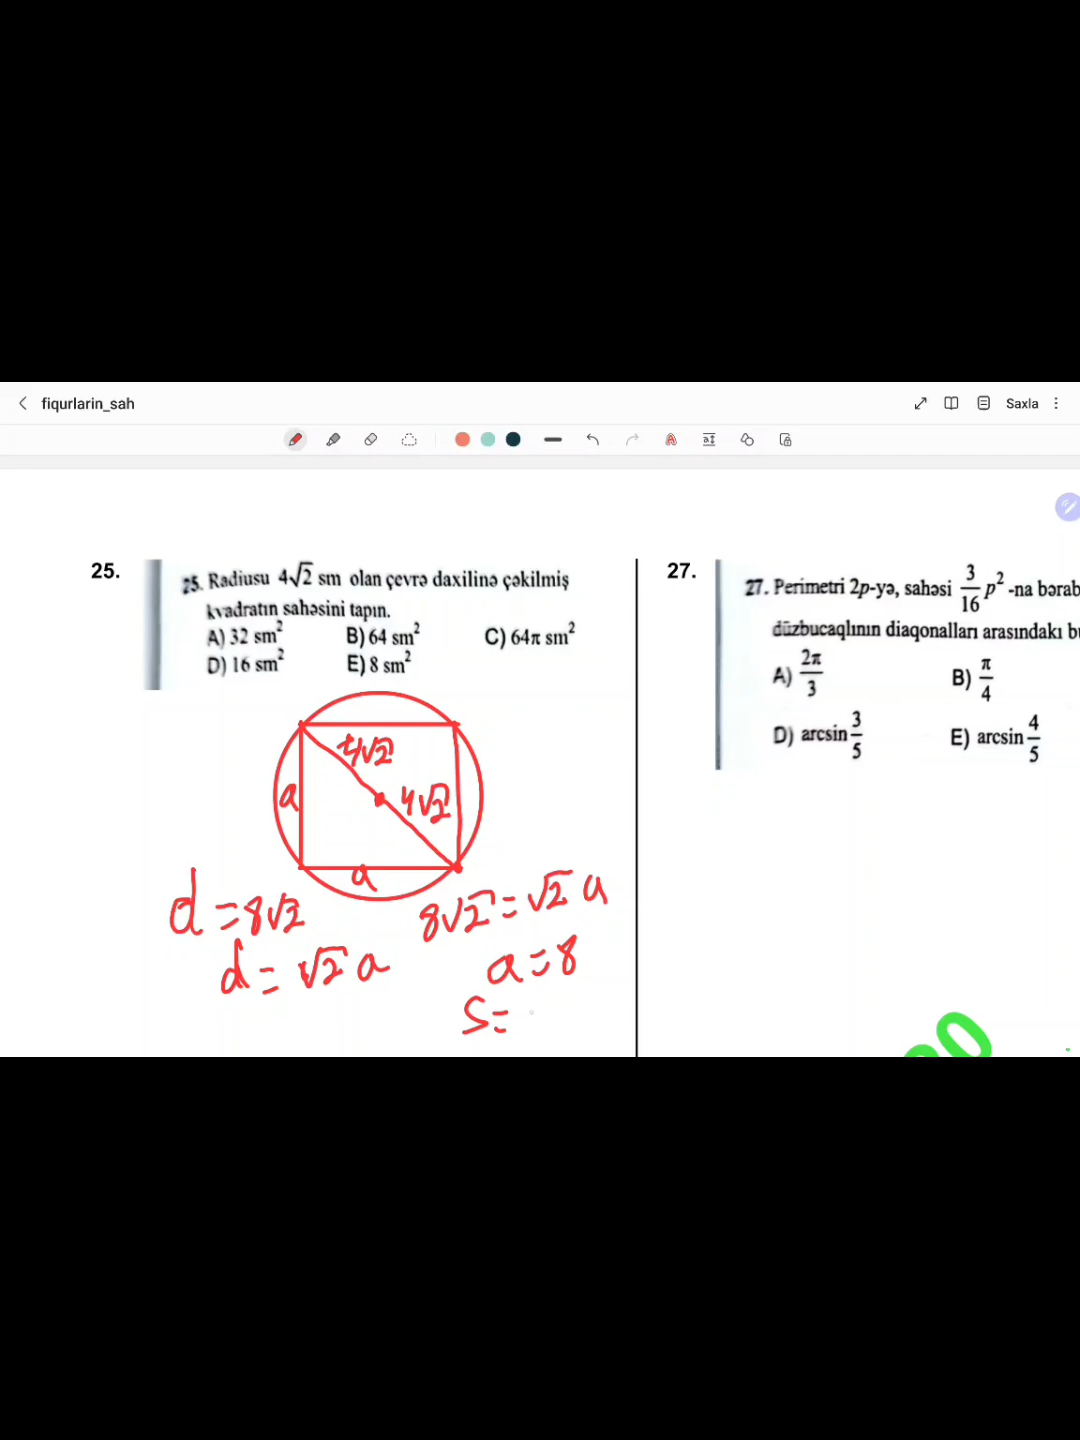 fiqurlarin_sah
Saxla
25.
25. Radiusu 4√2 sm olan çevrə daxilinə çəkilmiş
kvadratın sahəsini tapın.
A) 32 sm² B) 64 sm² C) 64π sm²
D) 16 sm² E) 8 sm²
4√2
a
4√2
a
d = 8√2
d = √2 a
8√2 = √2 a
a = 8
S =
27.
27. Perimetri 2p-yə, sahəsi 3/16 p² -na bərab
düzbucaqlının diaqonalları arasındakı b
A) 2π/3 B) π/4
D) arcsin 3/5 E) arcsin 4/5